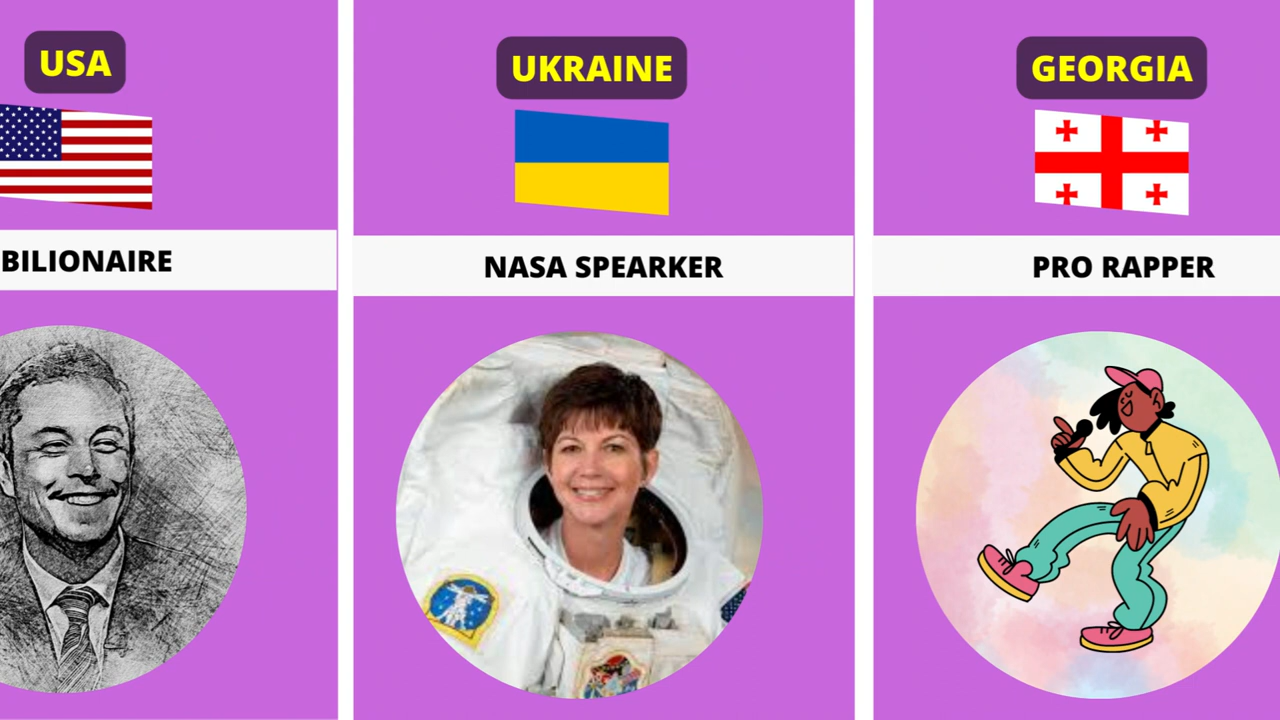 USA
BILIONAIRE
UKRAINE
NASA SPEARKER
GEORGIA
PRO RAPPER